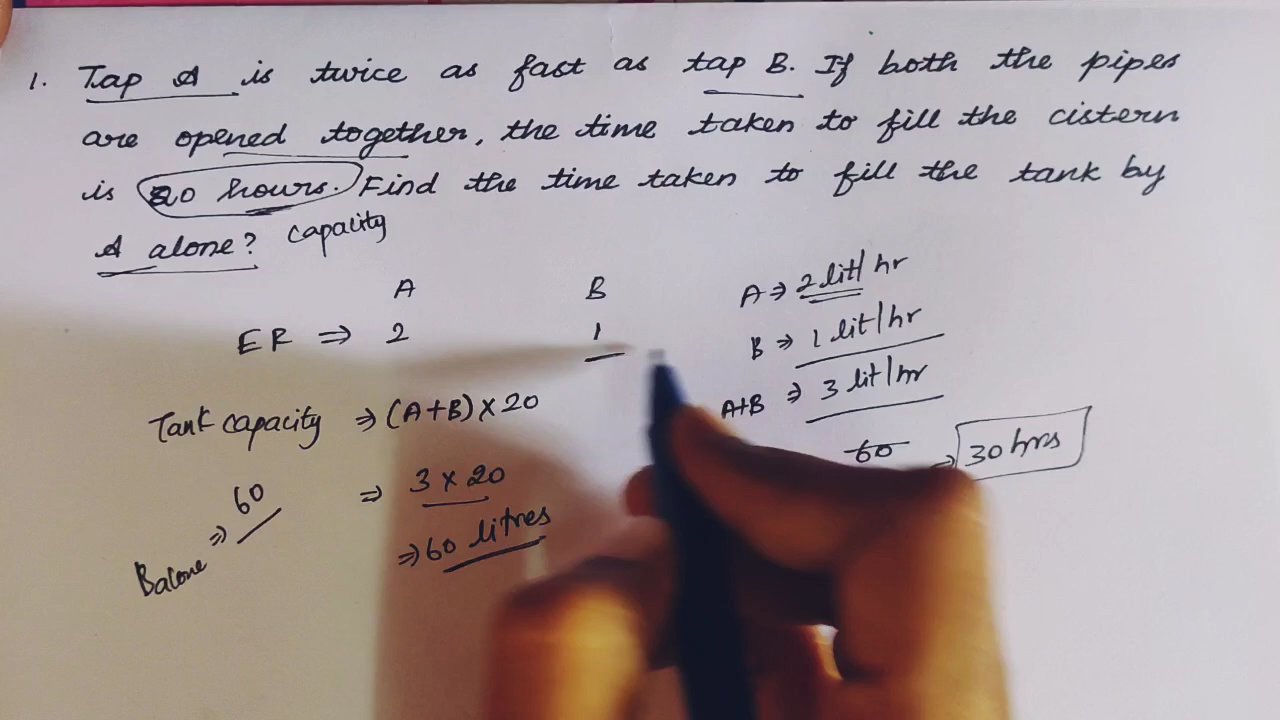 1. Tap A is twice as fast as tap B. If both the pipes
are opened together, the time taken to fill the cistern
is 20 hours. Find the time taken to fill the tank by
A alone? capacity
A B
ER ⇒ 2 1
A ⇒ 2 lit/hr
B ⇒ 1 lit/hr
A+B ⇒ 3 lit/hr
Tank capacity ⇒ (A+B) × 20
⇒ 3 × 20
⇒ 60 litres
60 ⇒ 30 hrs
B alone ⇒ 60